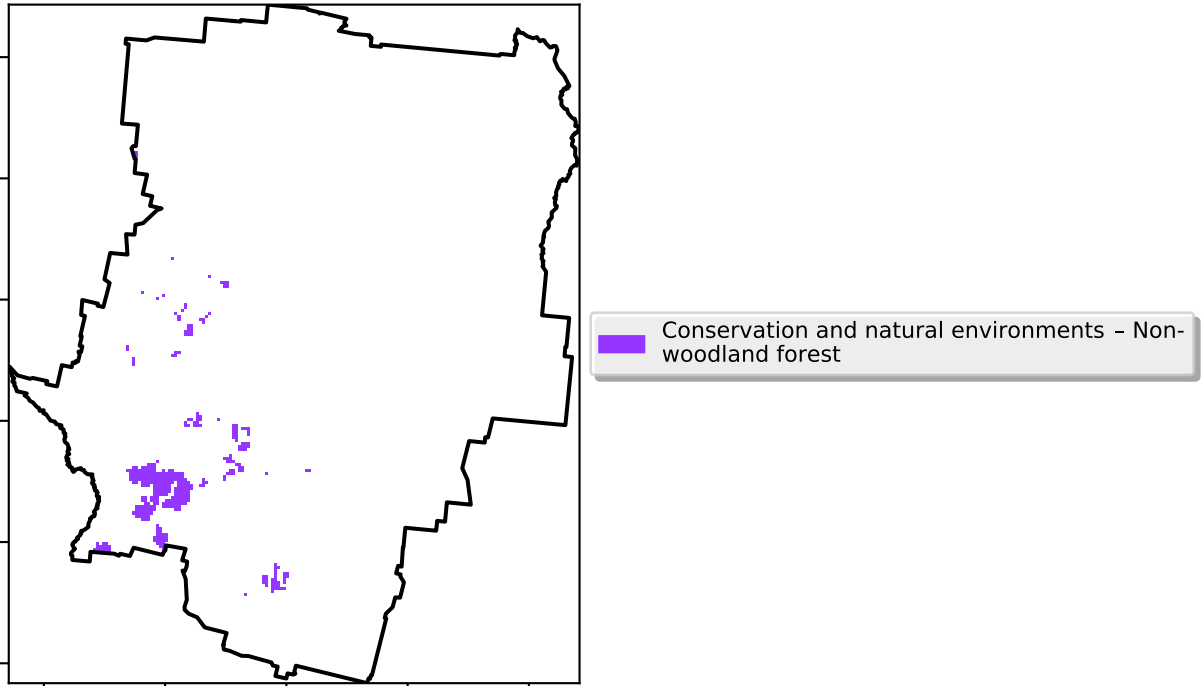 Conservation and natural environments – Non-
woodland forest